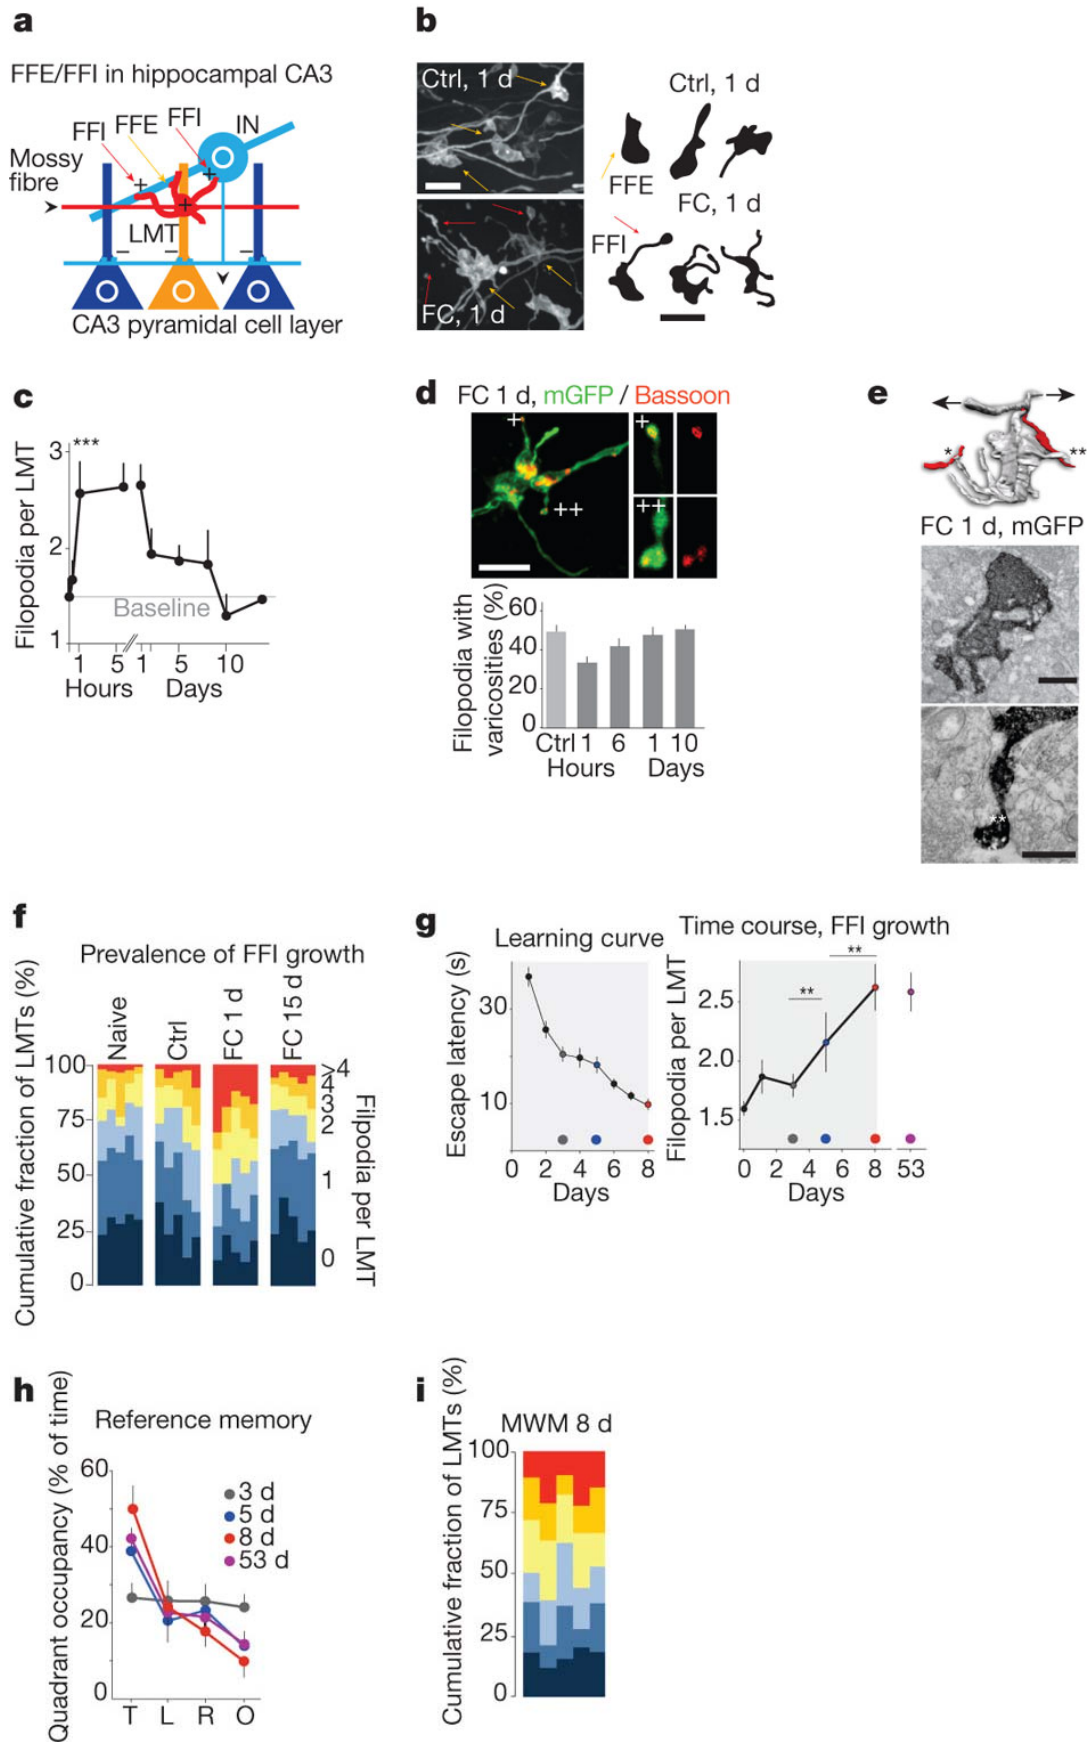 a
FFE/FFI in hippocampal CA3
FFI FFE FFI IN
Mossy
fibre
+ + +
LMT
– – –
CA3 pyramidal cell layer
b
Ctrl, 1 d
FC, 1 d
Ctrl, 1 d
FFE
FC, 1 d
FFI
c
Filopodia per LMT
3
2
1
***
Baseline
1 5 1 5 10
Hours Days
d
FC 1 d, mGFP / Bassoon
+
++
+
++
Filopodia with
varicosities (%)
60
40
20
0
Ctrl 1 6 1 10
Hours Days
e
* **
FC 1 d, mGFP
**
f
Prevalence of FFI growth
Cumulative fraction of LMTs (%)
Naive
Ctrl
FC 1 d
FC 15 d
100
75
50
25
0
>4
4
3
2
1
0
Filpodia per LMT
g
Learning curve
Escape latency (s)
30
10
0 2 4 6 8
Days
Time course, FFI growth
Filopodia per LMT
**
**
2.5
2.0
1.5
0 2 4 6 8 53
Days
h
Reference memory
Quadrant occupancy (% of time)
60
40
20
0
3 d
5 d
8 d
53 d
T L R O
i
MWM 8 d
Cumulative fraction of LMTs (%)
100
75
50
25
0